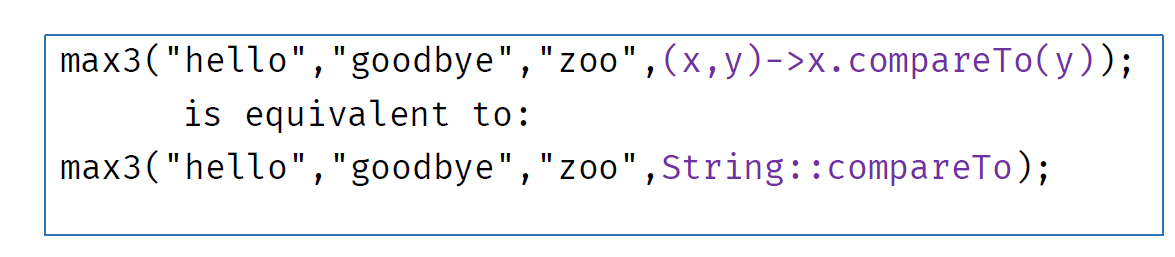 max3("hello","goodbye","zoo",(x,y)->x.compareTo(y));
is equivalent to:
max3("hello","goodbye","zoo",String::compareTo);